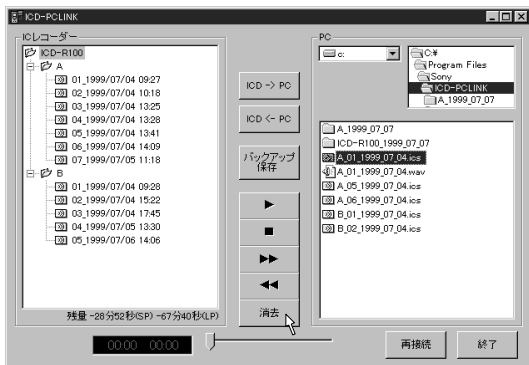 ICD-PCLINK
ICレコーダー
ICD-R100
A
01_1999/07/04 09:27
02_1999/07/04 10:18
03_1999/07/04 13:25
04_1999/07/04 13:28
05_1999/07/04 13:41
06_1999/07/04 14:09
07_1999/07/05 11:18
B
01_1999/07/04 09:28
02_1999/07/04 15:22
03_1999/07/04 17:45
04_1999/07/05 13:30
05_1999/07/06 14:06
残量 -28分52秒(SP) -67分40秒(LP)
ICD -> PC
ICD <- PC
バックアップ
保存
消去
PC
c:
C:¥
Program Files
Sony
ICD-PCLINK
A_1999_07_07
A_1999_07_07
ICD-R100_1999_07_07
A_01_1999_07_04.ics
A_01_1999_07_04.wav
A_05_1999_07_04.ics
A_06_1999_07_04.ics
B_01_1999_07_04.ics
B_02_1999_07_04.ics
00:00 00:00
再接続
終了